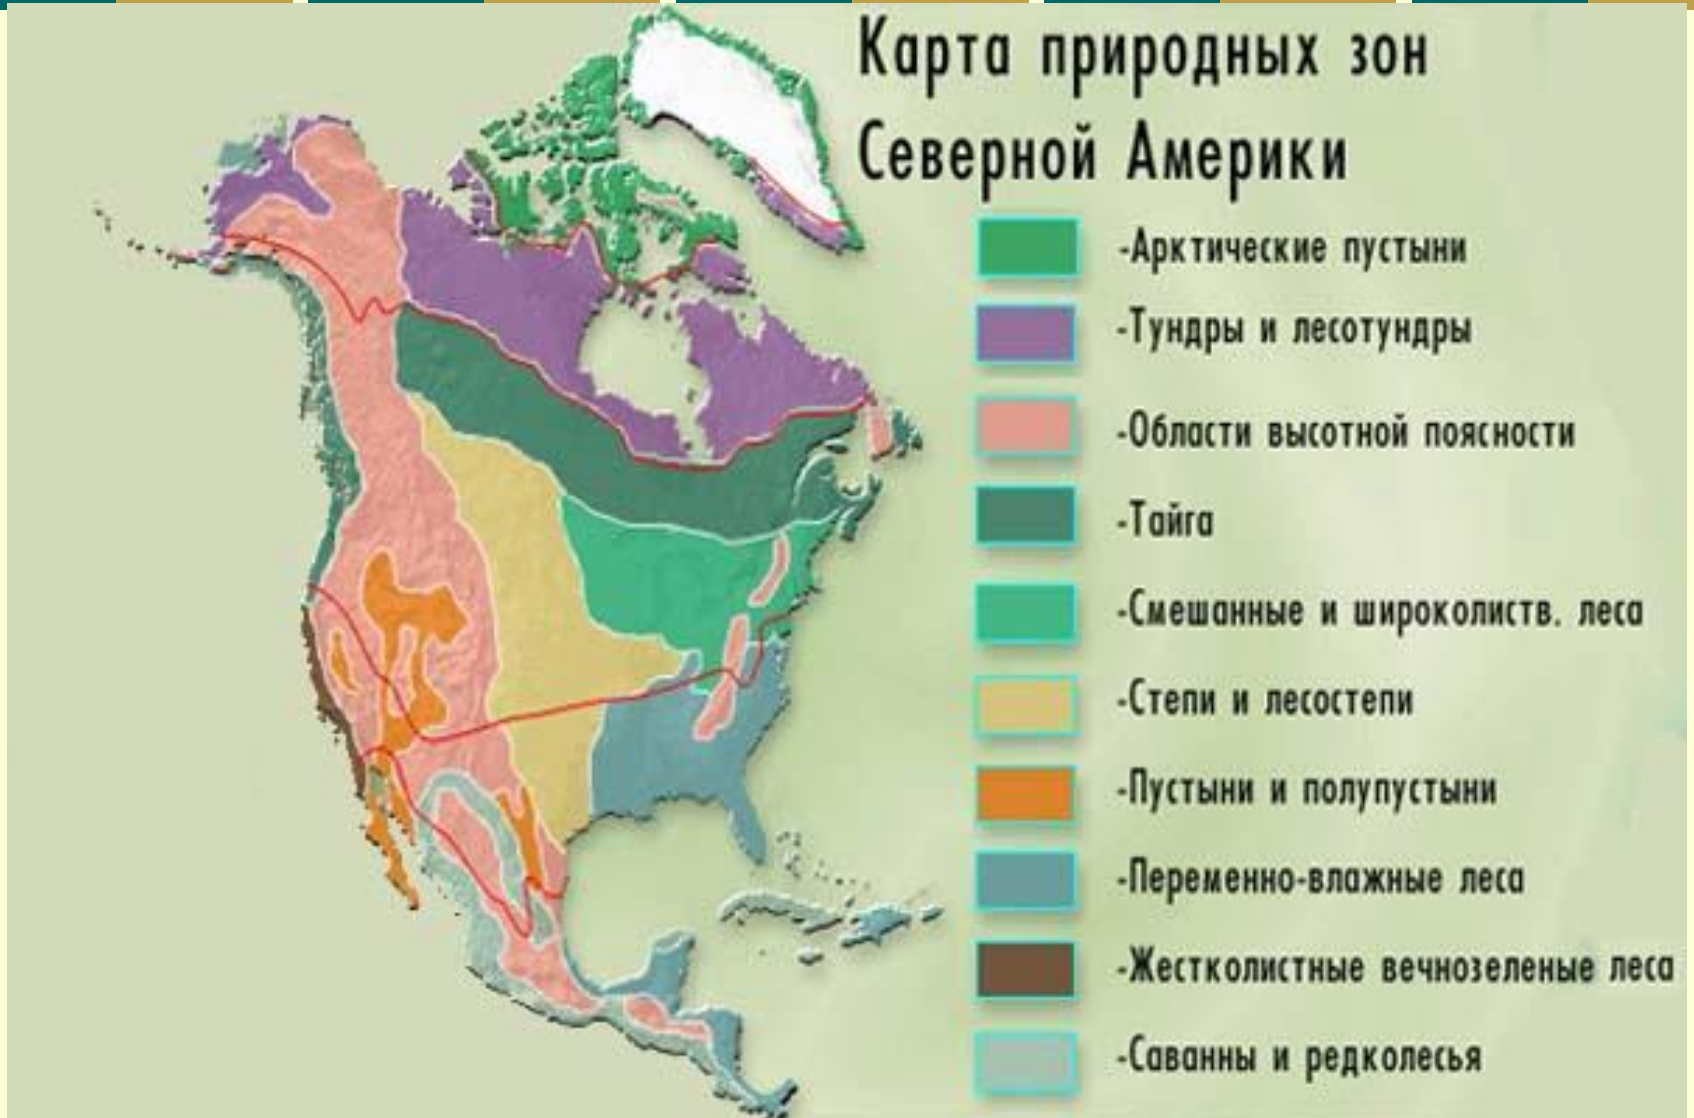 Карта природных зон
Северной Америки
-Арктические пустыни
-Тундры и лесотундры
-Области высотной поясности
-Тайга
-Смешанные и широколиств. леса
-Степи и лесостепи
-Пустыни и полупустыни
-Переменно-влажные леса
-Жестколистные вечнозеленые леса
-Саванны и редколесья